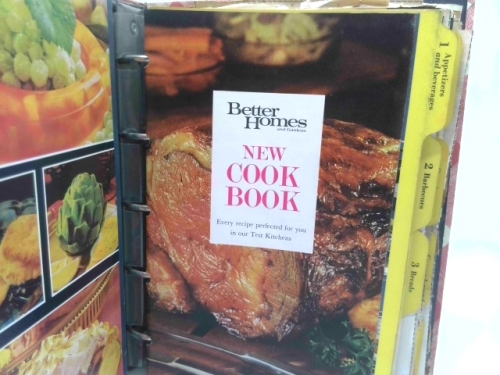 Better
Homes
and Gardens
NEW
COOK
BOOK
Every recipe perfected for you
in our Test Kitchens
1
Appetizers
and beverages
2
Barbecues
3
Breads